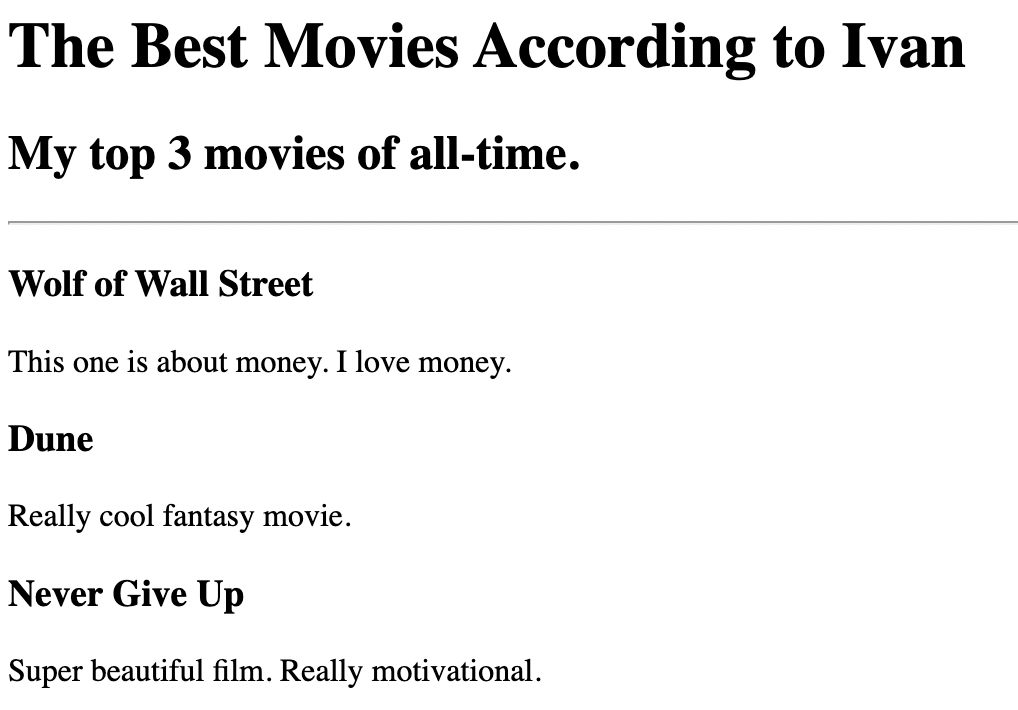 The Best Movies According to Ivan
My top 3 movies of all-time.
Wolf of Wall Street
This one is about money. I love money.
Dune
Really cool fantasy movie.
Never Give Up
Super beautiful film. Really motivational.